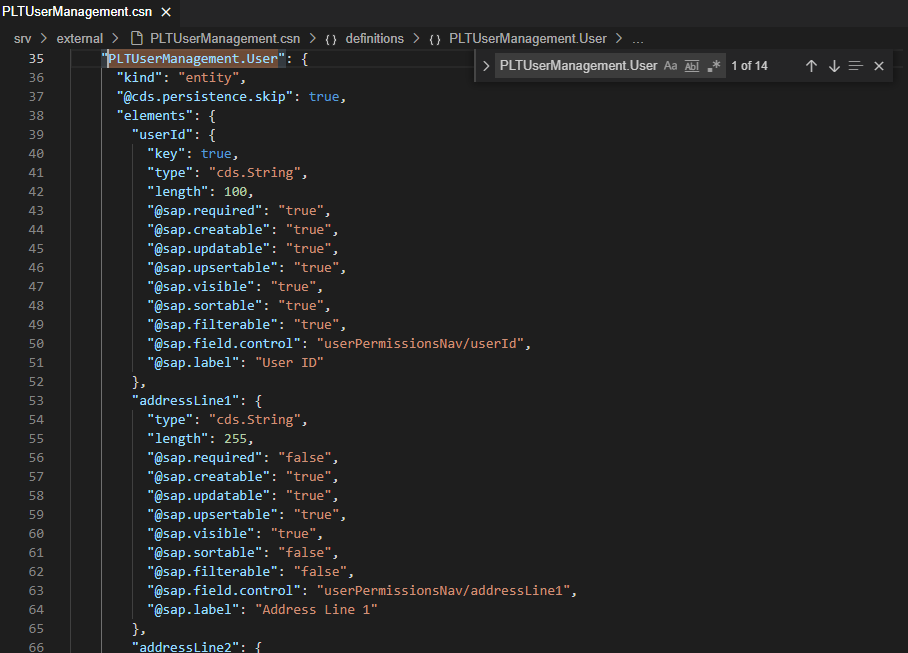 PLTUserManagement.csn ×
srv > external > PLTUserManagement.csn > {} definitions > {} PLTUserManagement.User > ...
PLTUserManagement.User Aa Abl .* 1 of 14
35 "PLTUserManagement.User": {
36 "kind": "entity",
37 "@cds.persistence.skip": true,
38 "elements": {
39 "userId": {
40 "key": true,
41 "type": "cds.String",
42 "length": 100,
43 "@sap.required": "true",
44 "@sap.creatable": "true",
45 "@sap.updatable": "true",
46 "@sap.upsertable": "true",
47 "@sap.visible": "true",
48 "@sap.sortable": "true",
49 "@sap.filterable": "true",
50 "@sap.field.control": "userPermissionsNav/userId",
51 "@sap.label": "User ID"
52 },
53 "addressLine1": {
54 "type": "cds.String",
55 "length": 255,
56 "@sap.required": "false",
57 "@sap.creatable": "true",
58 "@sap.updatable": "true",
59 "@sap.upsertable": "true",
60 "@sap.visible": "true",
61 "@sap.sortable": "false",
62 "@sap.filterable": "false",
63 "@sap.field.control": "userPermissionsNav/addressLine1",
64 "@sap.label": "Address Line 1"
65 },
66 "addressLine2": {